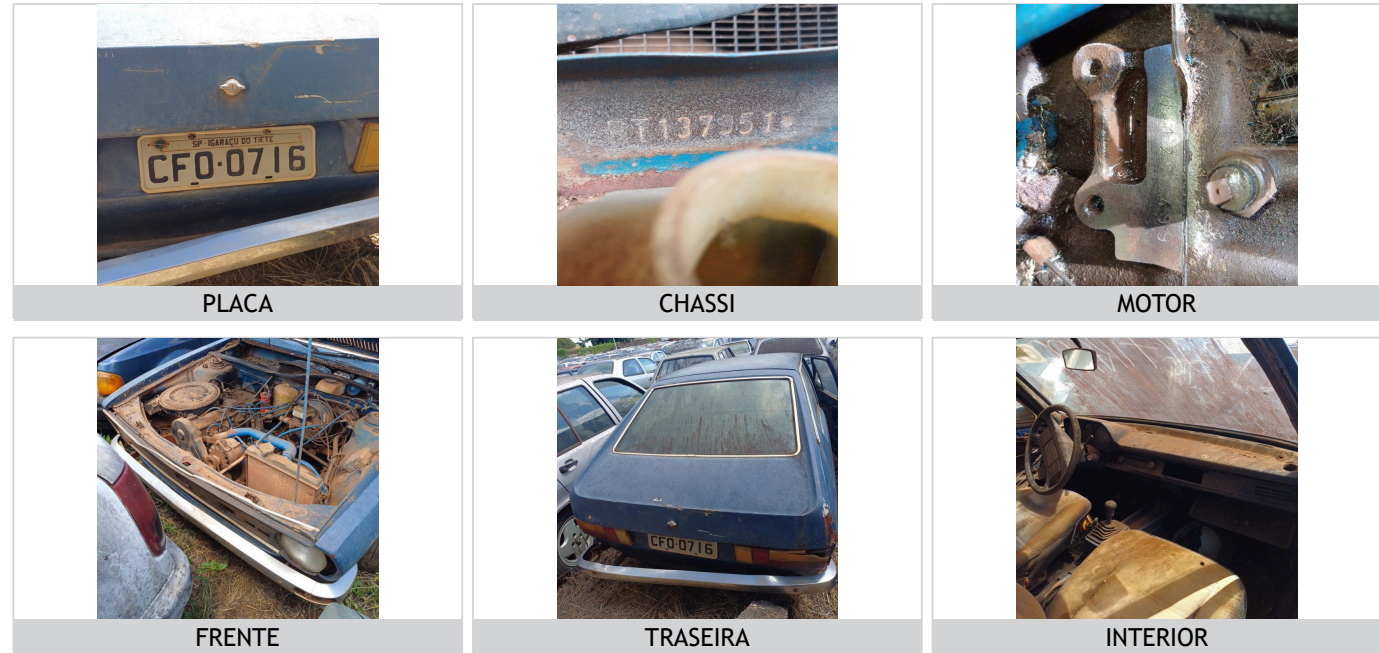 SP-IGARAÇU DO TIETE
CFO·0716
PLACA
CHASSI
MOTOR
CFO·0716
FRENTE
TRASEIRA
INTERIOR